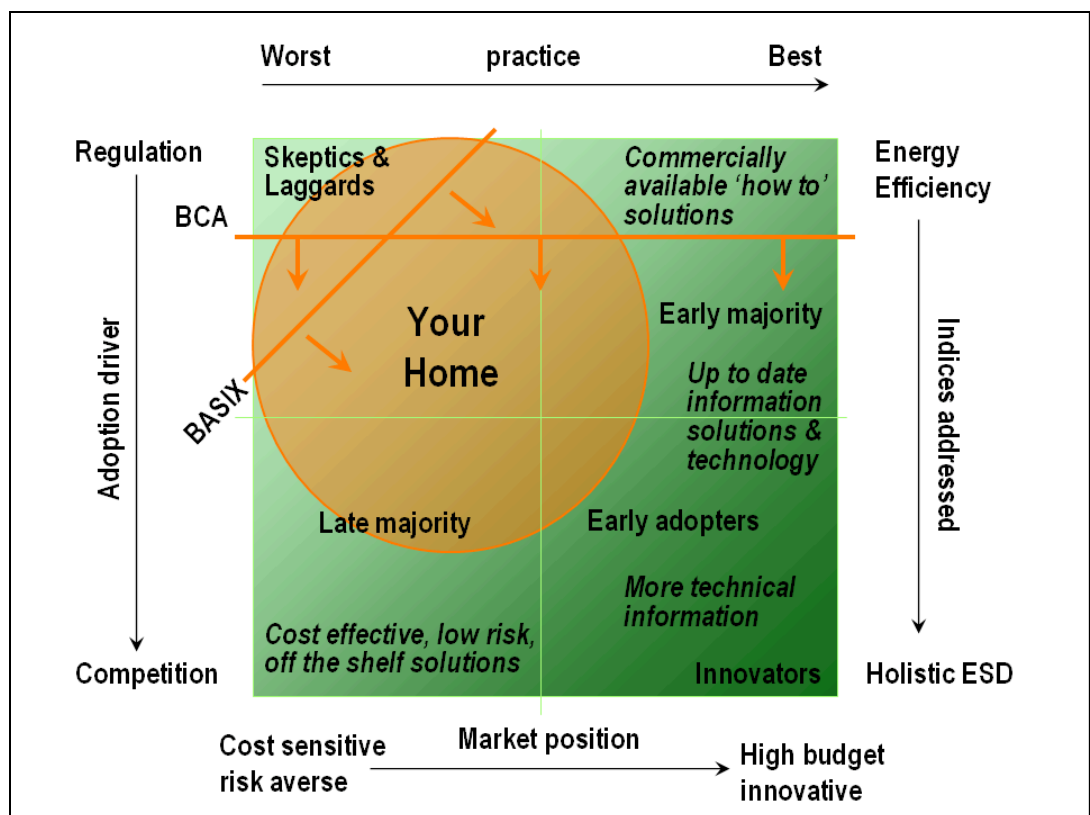 Worst practice Best
Regulation
Skeptics &
Laggards
Commercially
available ‘how to’
solutions
Energy
Efficiency
BCA
Your
Home
Early majority
Up to date
information
solutions &
technology
BASIX
Adoption driver
Indices addressed
Late majority
Early adopters
More technical
information
Cost effective, low risk,
off the shelf solutions
Competition
Innovators
Holistic ESD
Cost sensitive
risk averse
Market position
High budget
innovative